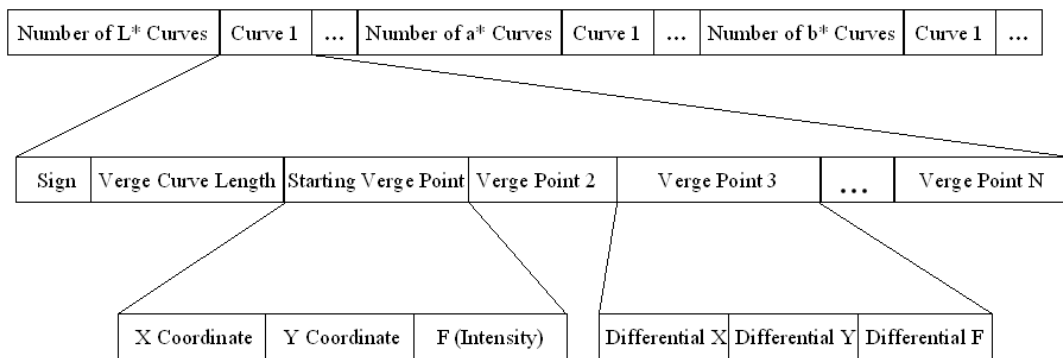 Number of L* Curves Curve 1 ... Number of a* Curves Curve 1 ... Number of b* Curves Curve 1 ...
Sign Verge Curve Length Starting Verge Point Verge Point 2 Verge Point 3 ... Verge Point N
X Coordinate Y Coordinate F (Intensity) Differential X Differential Y Differential F